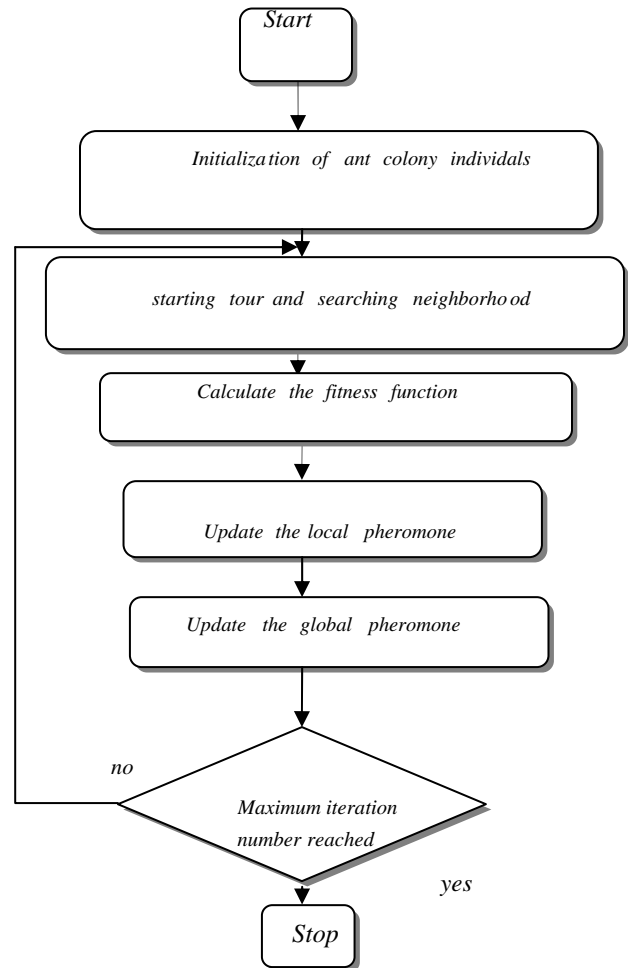 Start
Initialization of ant colony individals
starting tour and searching neighborhood
Calculate the fitness function
Update the local pheromone
Update the global pheromone
no
Maximum iteration
number reached
yes
Stop